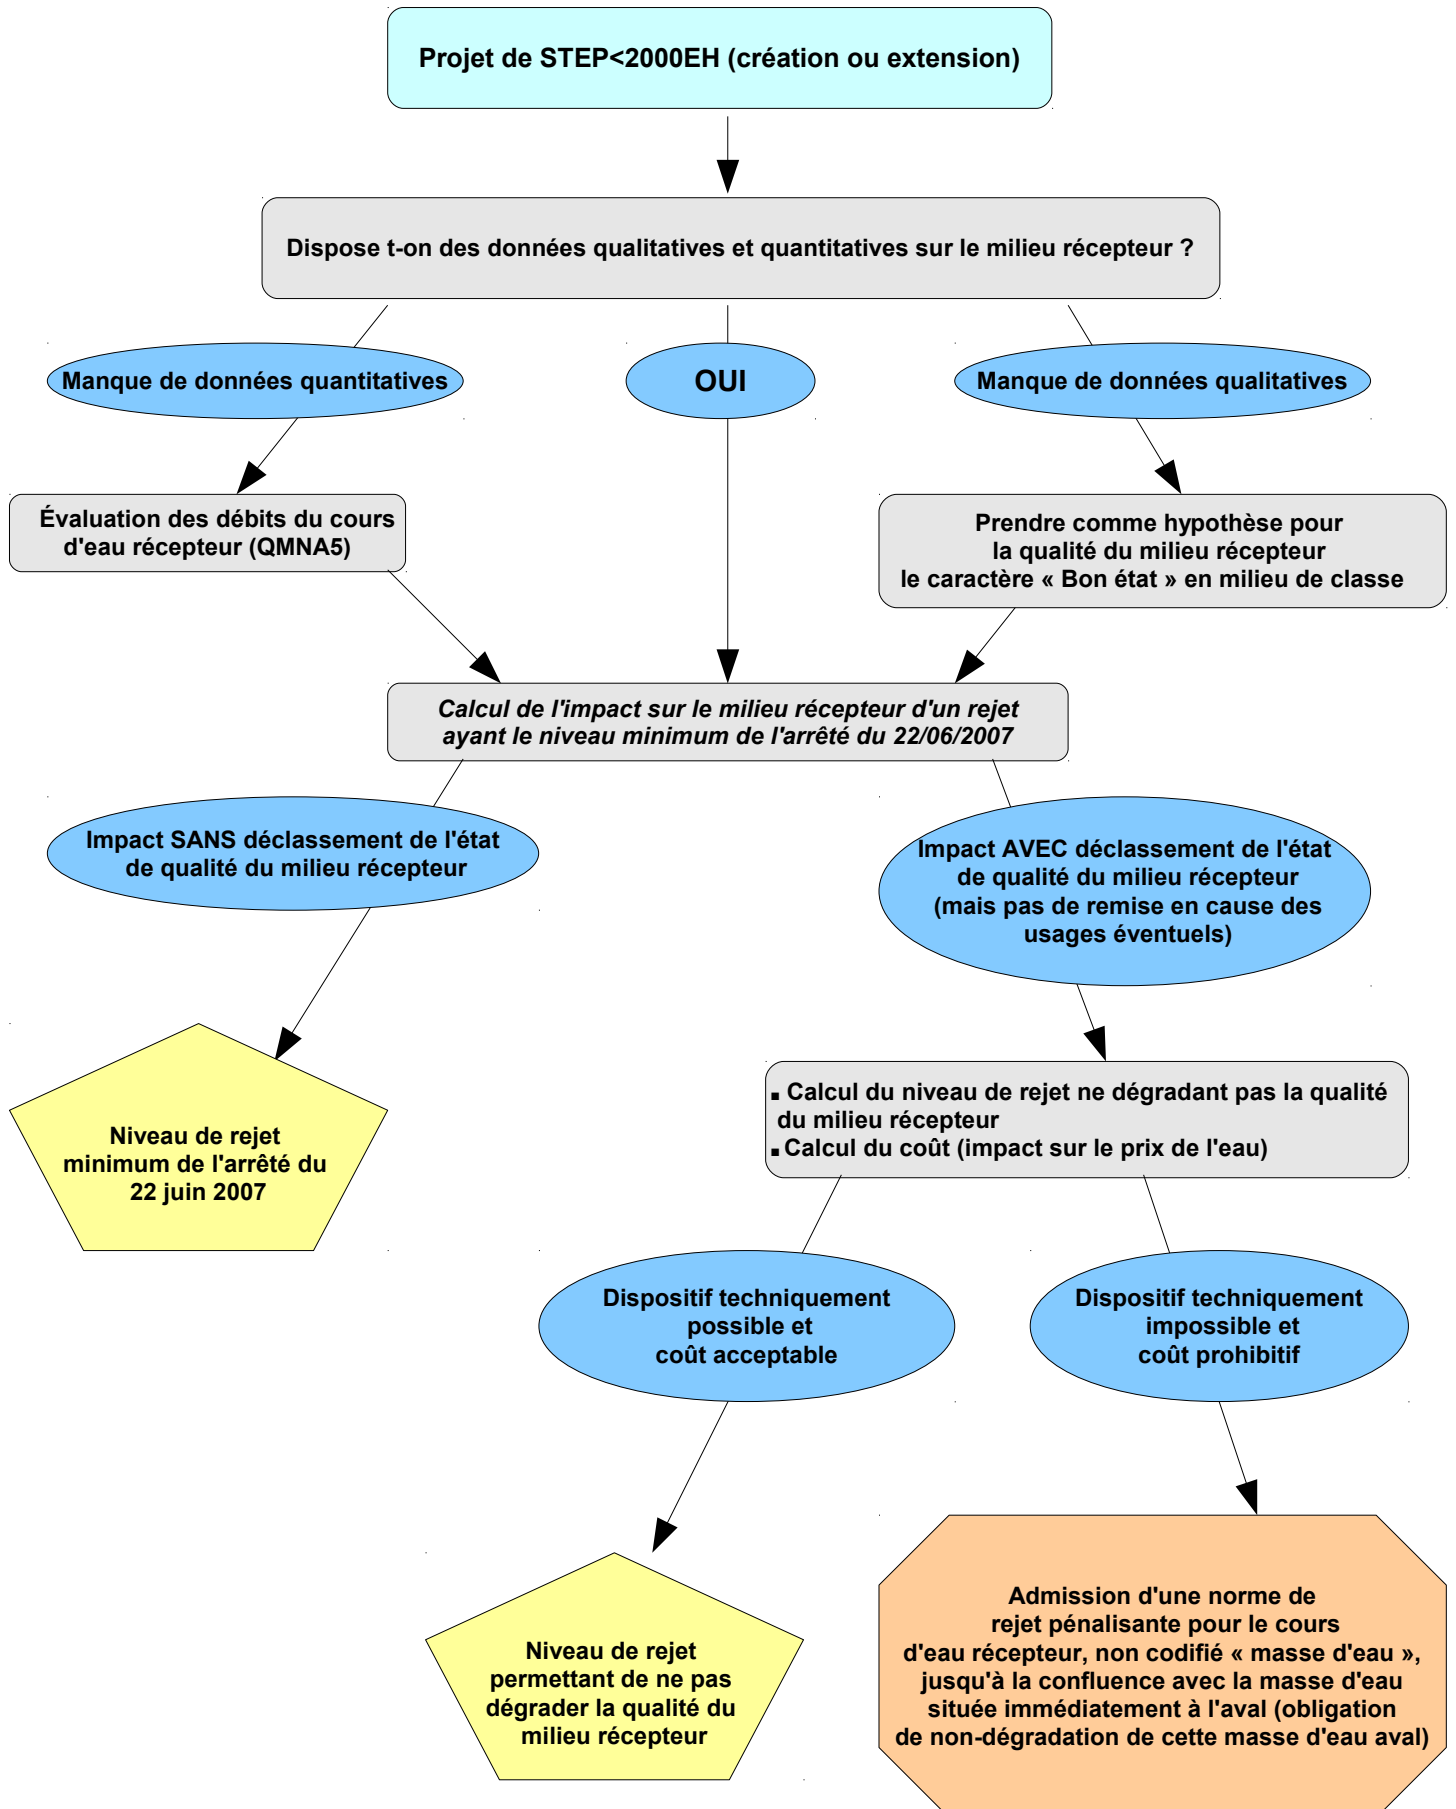 Projet de STEP<2000EH (création ou extension)
Dispose t-on des données qualitatives et quantitatives sur le milieu récepteur ?
Manque de données quantitatives
OUI
Manque de données qualitatives
Évaluation des débits du cours
d'eau récepteur (QMNA5)
Prendre comme hypothèse pour
la qualité du milieu récepteur
le caractère « Bon état » en milieu de classe
Calcul de l'impact sur le milieu récepteur d'un rejet
ayant le niveau minimum de l'arrêté du 22/06/2007
Impact SANS déclassement de l'état
de qualité du milieu récepteur
Impact AVEC déclassement de l'état
de qualité du milieu récepteur
(mais pas de remise en cause des
usages éventuels)
Niveau de rejet
minimum de l'arrêté du
22 juin 2007
▪ Calcul du niveau de rejet ne dégradant pas la qualité
du milieu récepteur
▪ Calcul du coût (impact sur le prix de l'eau)
Dispositif techniquement
possible et
coût acceptable
Dispositif techniquement
impossible et
coût prohibitif
Niveau de rejet
permettant de ne pas
dégrader la qualité du
milieu récepteur
Admission d'une norme de
rejet pénalisante pour le cours
d'eau récepteur, non codifié « masse d'eau »,
jusqu'à la confluence avec la masse d'eau
située immédiatement à l'aval (obligation
de non-dégradation de cette masse d'eau aval)